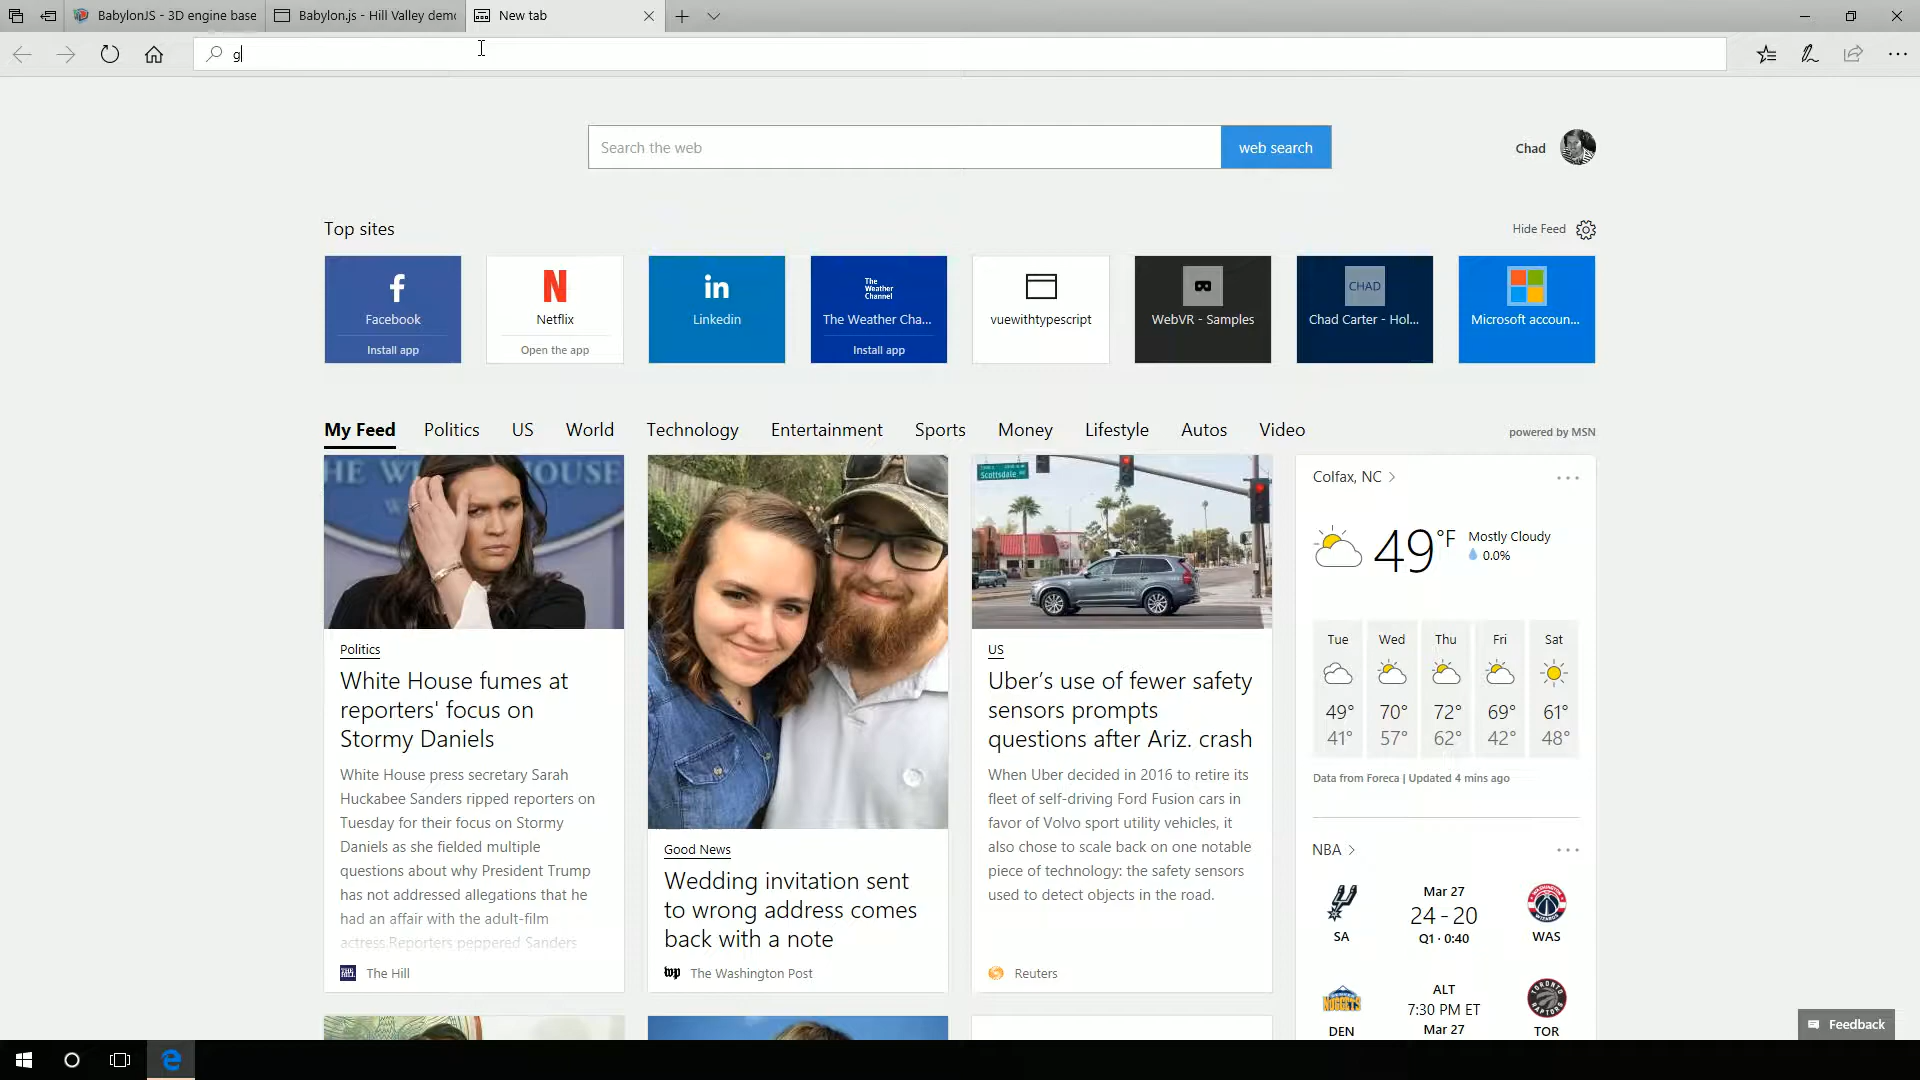 BabylonJS - 3D engine base
Babylon.js - Hill Valley demo
New tab
g
Search the web
web search
Chad
Top sites
Hide Feed
Facebook
Install app
Netflix
Open the app
in
Linkedin
The
Weather
Channel
The Weather Cha...
Install app
vuewithtypescript
WebVR - Samples
CHAD
Chad Carter - Hol...
Microsoft accoun...
My Feed
Politics
US
World
Technology
Entertainment
Sports
Money
Lifestyle
Autos
Video
powered by MSN
Politics
White House fumes at
reporters' focus on
Stormy Daniels
White House press secretary Sarah
Huckabee Sanders ripped reporters on
Tuesday for their focus on Stormy
Daniels as she fielded multiple
questions about why President Trump
has not addressed allegations that he
had an affair with the adult-film
actress.Reporters peppered Sanders
The Hill
Good News
Wedding invitation sent
to wrong address comes
back with a note
wp The Washington Post
Scottsdale
US
Uber's use of fewer safety
sensors prompts
questions after Ariz. crash
When Uber decided in 2016 to retire its
fleet of self-driving Ford Fusion cars in
favor of Volvo sport utility vehicles, it
also chose to scale back on one notable
piece of technology: the safety sensors
used to detect objects in the road.
Reuters
Colfax, NC
49°F
Mostly Cloudy
0.0%
Tue Wed Thu Fri Sat
49° 70° 72° 69° 61°
41° 57° 62° 42° 48°
Data from Foreca | Updated 4 mins ago
NBA
Mar 27
24 - 20
SA Q1 · 0:40 WAS
ALT
7:30 PM ET
DEN Mar 27 TOR
Feedback